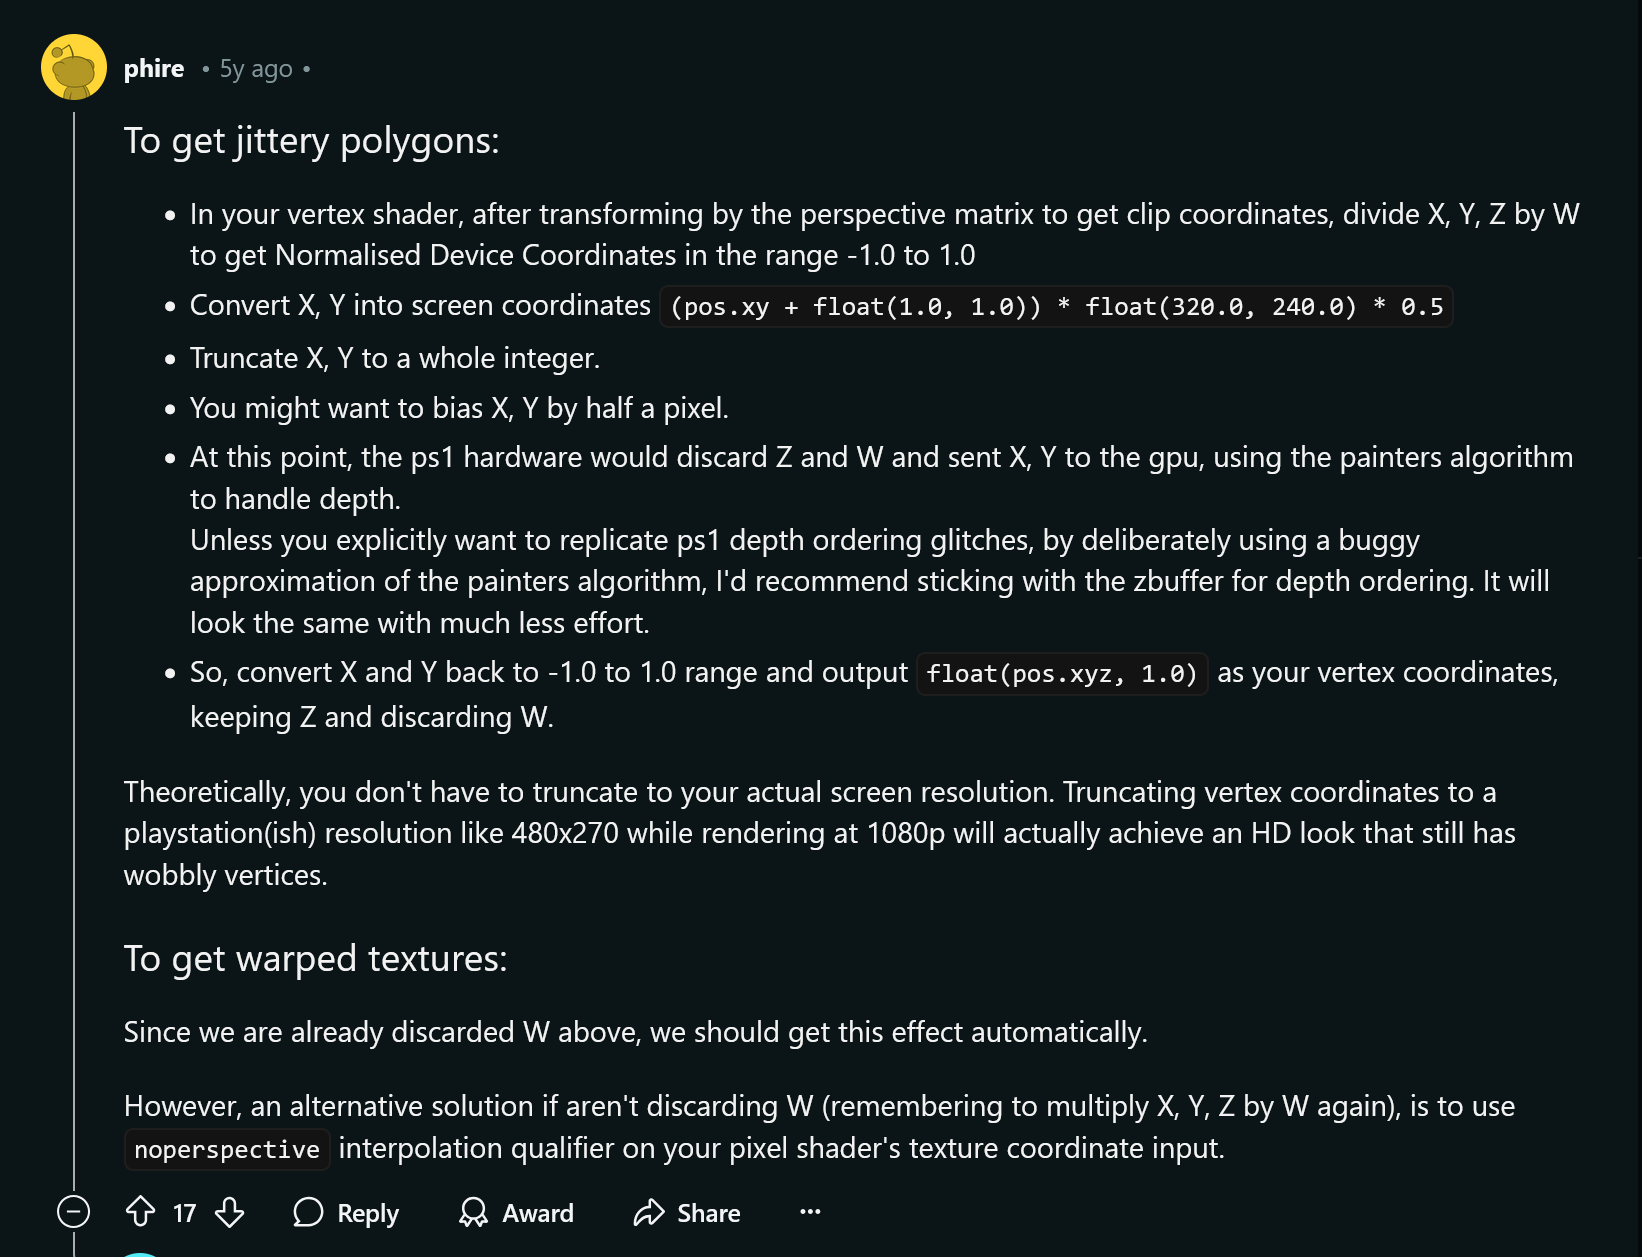 phire • 5y ago •
To get jittery polygons:
• In your vertex shader, after transforming by the perspective matrix to get clip coordinates, divide X, Y, Z by W
to get Normalised Device Coordinates in the range -1.0 to 1.0
• Convert X, Y into screen coordinates (pos.xy + float(1.0, 1.0)) * float(320.0, 240.0) * 0.5
• Truncate X, Y to a whole integer.
• You might want to bias X, Y by half a pixel.
• At this point, the ps1 hardware would discard Z and W and sent X, Y to the gpu, using the painters algorithm
to handle depth.
Unless you explicitly want to replicate ps1 depth ordering glitches, by deliberately using a buggy
approximation of the painters algorithm, I'd recommend sticking with the zbuffer for depth ordering. It will
look the same with much less effort.
• So, convert X and Y back to -1.0 to 1.0 range and output float(pos.xyz, 1.0) as your vertex coordinates,
keeping Z and discarding W.
Theoretically, you don't have to truncate to your actual screen resolution. Truncating vertex coordinates to a
playstation(ish) resolution like 480x270 while rendering at 1080p will actually achieve an HD look that still has
wobbly vertices.
To get warped textures:
Since we are already discarded W above, we should get this effect automatically.
However, an alternative solution if aren't discarding W (remembering to multiply X, Y, Z by W again), is to use
noperspective interpolation qualifier on your pixel shader's texture coordinate input.
17 Reply Award Share ···